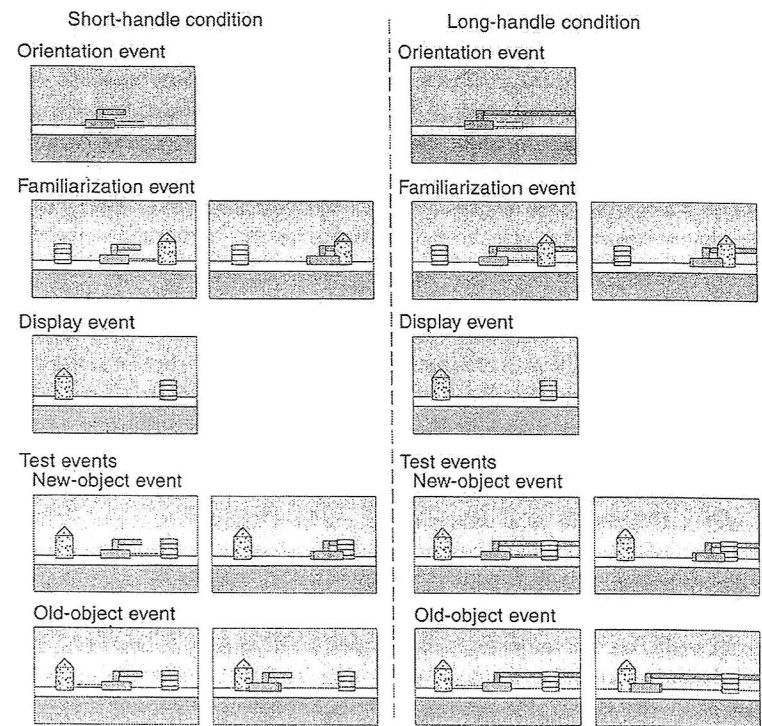 Short-handle condition
Orientation event
Familiarization event
Display event
Test events
New-object event
Old-object event
Long-handle condition
Orientation event
Familiarization event
Display event
Test events
New-object event
Old-object event